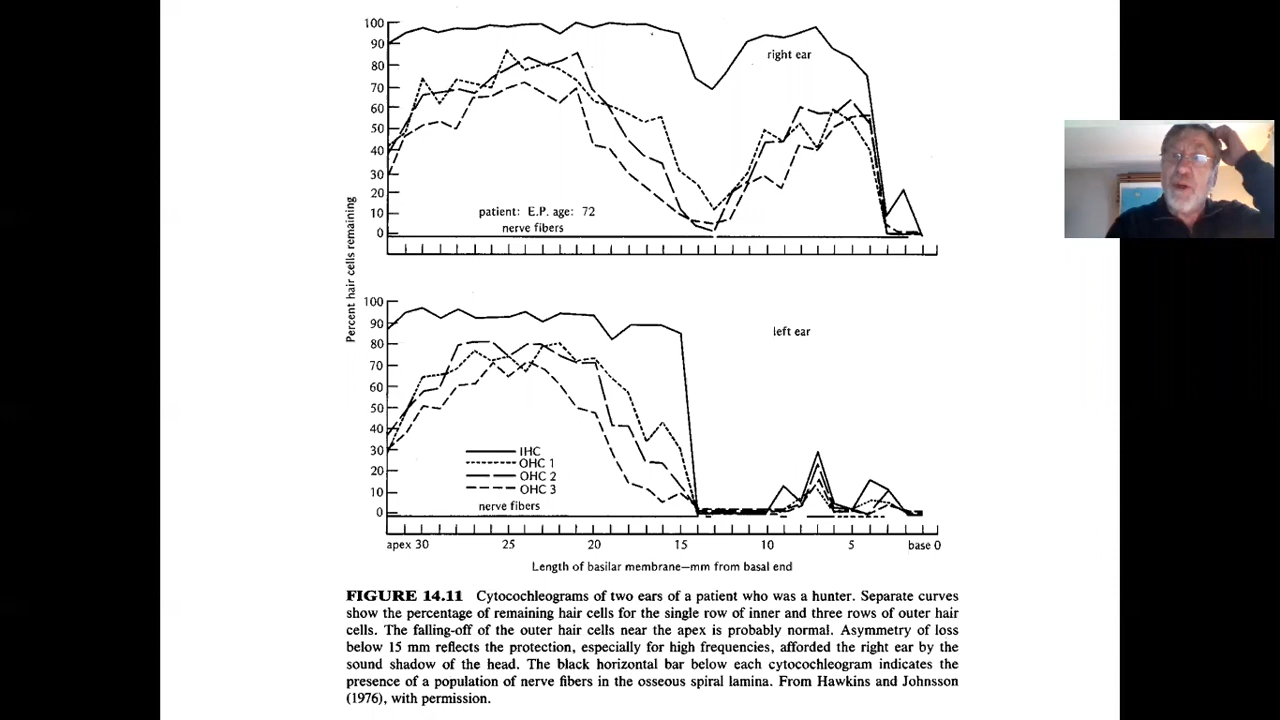 100
90
80
70
60
50
40
30
20
10
0
right ear
patient: E.P. age: 72
nerve fibers
Percent hair cells remaining
100
90
80
70
60
50
40
30
20
10
0
left ear
IHC
OHC 1
OHC 2
OHC 3
nerve fibers
apex 30 25 20 15 10 5 base 0
Length of basilar membrane—mm from basal end
FIGURE 14.11 Cytocochleograms of two ears of a patient who was a hunter. Separate curves
show the percentage of remaining hair cells for the single row of inner and three rows of outer hair
cells. The falling-off of the outer hair cells near the apex is probably normal. Asymmetry of loss
below 15 mm reflects the protection, especially for high frequencies, afforded the right ear by the
sound shadow of the head. The black horizontal bar below each cytocochleogram indicates the
presence of a population of nerve fibers in the osseous spiral lamina. From Hawkins and Johnsson
(1976), with permission.